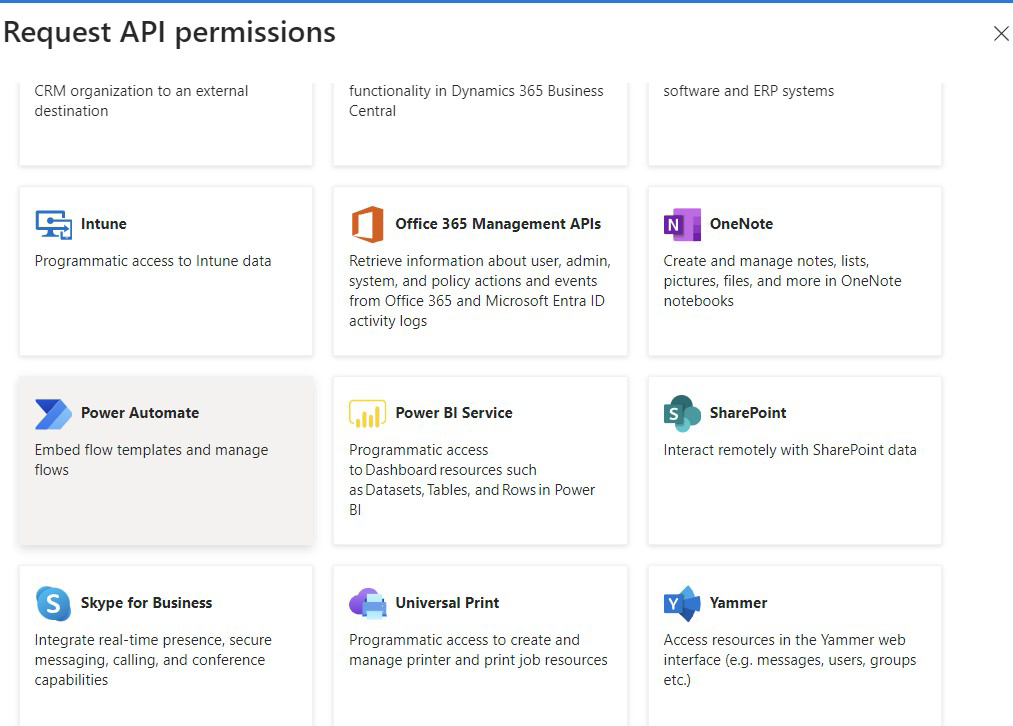 Request API permissions
CRM organization to an external
destination
functionality in Dynamics 365 Business
Central
software and ERP systems
Intune
Programmatic access to Intune data
Office 365 Management APIs
Retrieve information about user, admin,
system, and policy actions and events
from Office 365 and Microsoft Entra ID
activity logs
N
OneNote
Create and manage notes, lists,
pictures, files, and more in OneNote
notebooks
Power Automate
Embed flow templates and manage
flows
Power BI Service
Programmatic access
to Dashboard resources such
as Datasets, Tables, and Rows in Power
BI
S
SharePoint
Interact remotely with SharePoint data
S
Skype for Business
Integrate real-time presence, secure
messaging, calling, and conference
capabilities
Universal Print
Programmatic access to create and
manage printer and print job resources
Y
Yammer
Access resources in the Yammer web
interface (e.g. messages, users, groups
etc.)